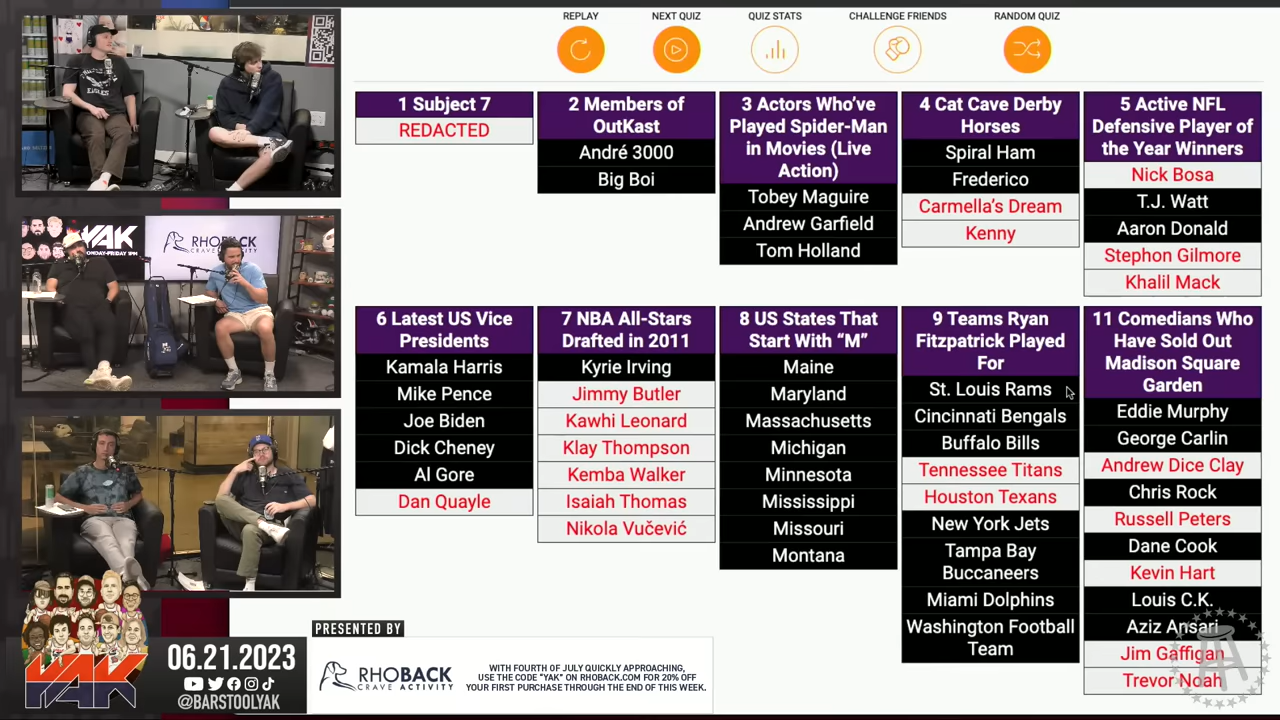 REPLAY
NEXT QUIZ
QUIZ STATS
CHALLENGE FRIENDS
RANDOM QUIZ
1 Subject 7
REDACTED
2 Members of
OutKast
André 3000
Big Boi
3 Actors Who've
Played Spider-Man
in Movies (Live
Action)
Tobey Maguire
Andrew Garfield
Tom Holland
4 Cat Cave Derby
Horses
Spiral Ham
Frederico
Carmella's Dream
Kenny
5 Active NFL
Defensive Player of
the Year Winners
Nick Bosa
T.J. Watt
Aaron Donald
Stephon Gilmore
Khalil Mack
6 Latest US Vice
Presidents
Kamala Harris
Mike Pence
Joe Biden
Dick Cheney
Al Gore
Dan Quayle
7 NBA All-Stars
Drafted in 2011
Kyrie Irving
Jimmy Butler
Kawhi Leonard
Klay Thompson
Kemba Walker
Isaiah Thomas
Nikola Vučević
8 US States That
Start With "M"
Maine
Maryland
Massachusetts
Michigan
Minnesota
Mississippi
Missouri
Montana
9 Teams Ryan
Fitzpatrick Played
For
St. Louis Rams
Cincinnati Bengals
Buffalo Bills
Tennessee Titans
Houston Texans
New York Jets
Tampa Bay
Buccaneers
Miami Dolphins
Washington Football
Team
11 Comedians Who
Have Sold Out
Madison Square
Garden
Eddie Murphy
George Carlin
Andrew Dice Clay
Chris Rock
Russell Peters
Dane Cook
Kevin Hart
Louis C.K.
Aziz Ansari
Jim Gaffigan
Trevor Noah
YAK
MONDAY-FRIDAY 1PM
RHOBACK
CRAVE ACTIVITY
YAK
06.21.2023
@BARSTOOLYAK
PRESENTED BY
RHOBACK
CRAVE ACTIVITY
WITH FOURTH OF JULY QUICKLY APPROACHING,
USE THE CODE "YAK" ON RHOBACK.COM FOR 20% OFF
YOUR FIRST PURCHASE THROUGH THE END OF THIS WEEK.